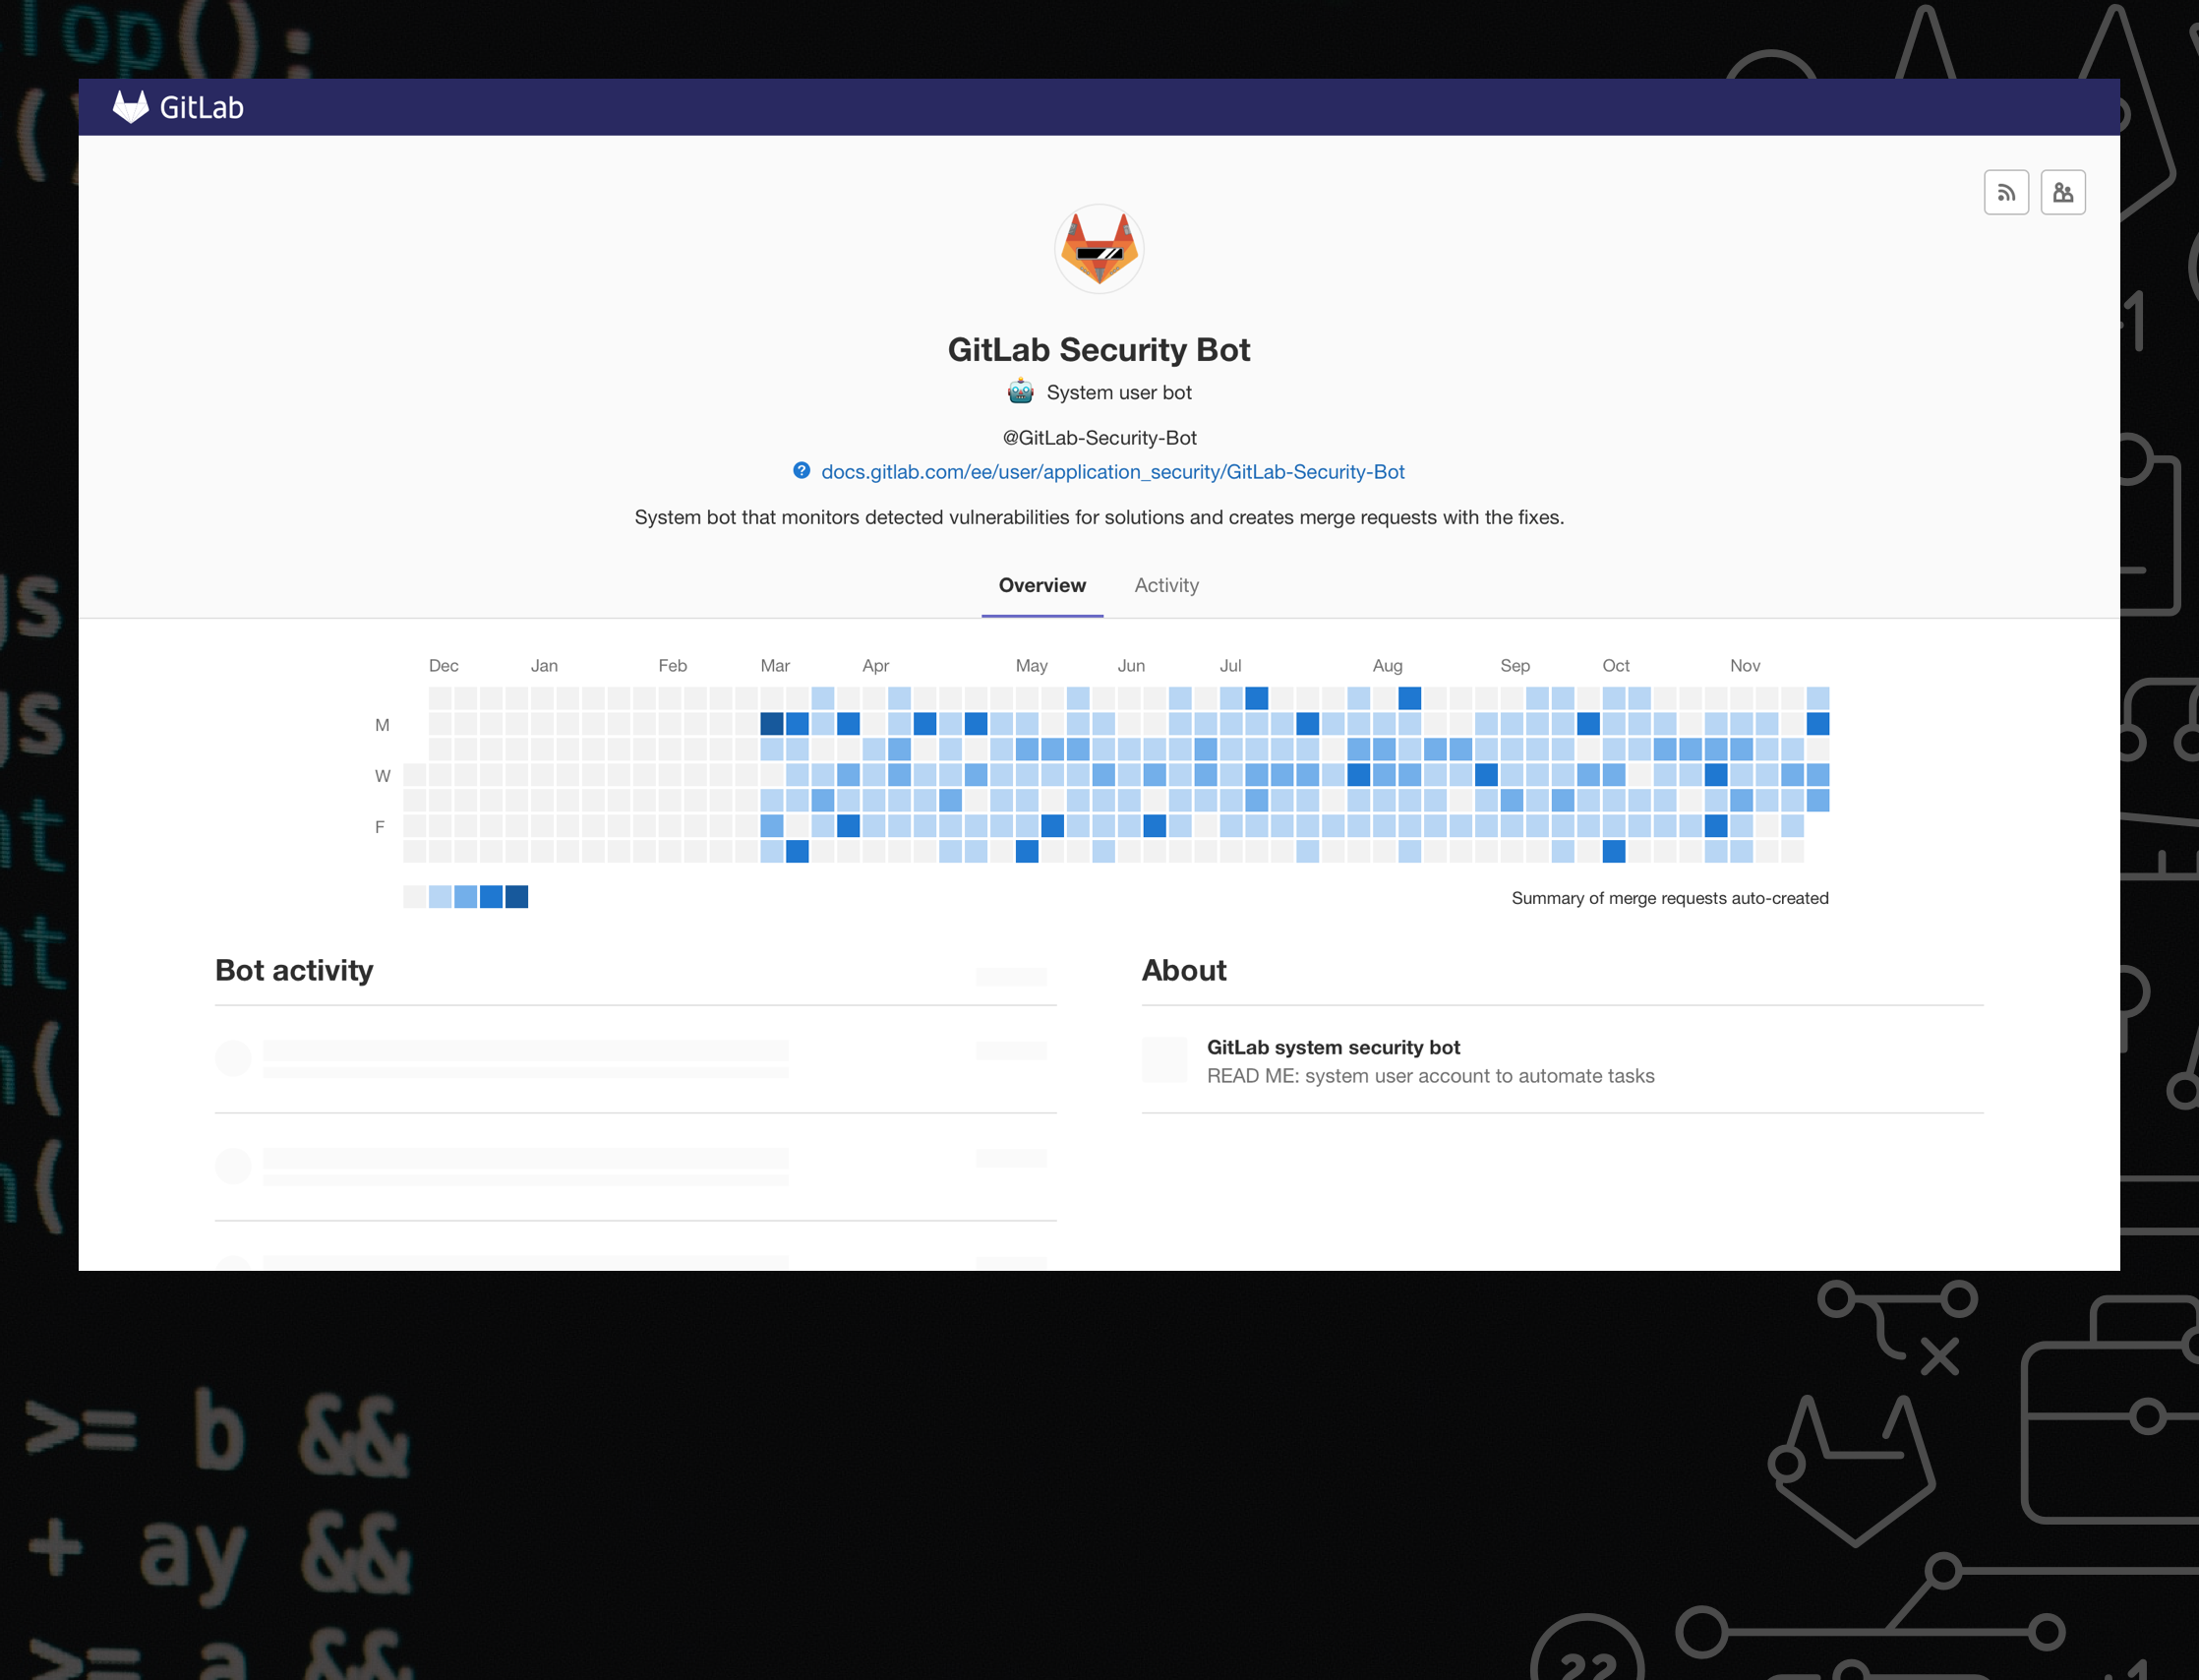 top():
(
GitLab
GitLab Security Bot
System user bot
@GitLab-Security-Bot
docs.gitlab.com/ee/user/application_security/GitLab-Security-Bot
System bot that monitors detected vulnerabilities for solutions and creates merge requests with the fixes.
Overview Activity
Dec Jan Feb Mar Apr May Jun Jul Aug Sep Oct Nov
M
W
F
Summary of merge requests auto-created
Bot activity
About
GitLab system security bot
READ ME: system user account to automate tasks
>= b &&
+ ay &&
>= a &&
22